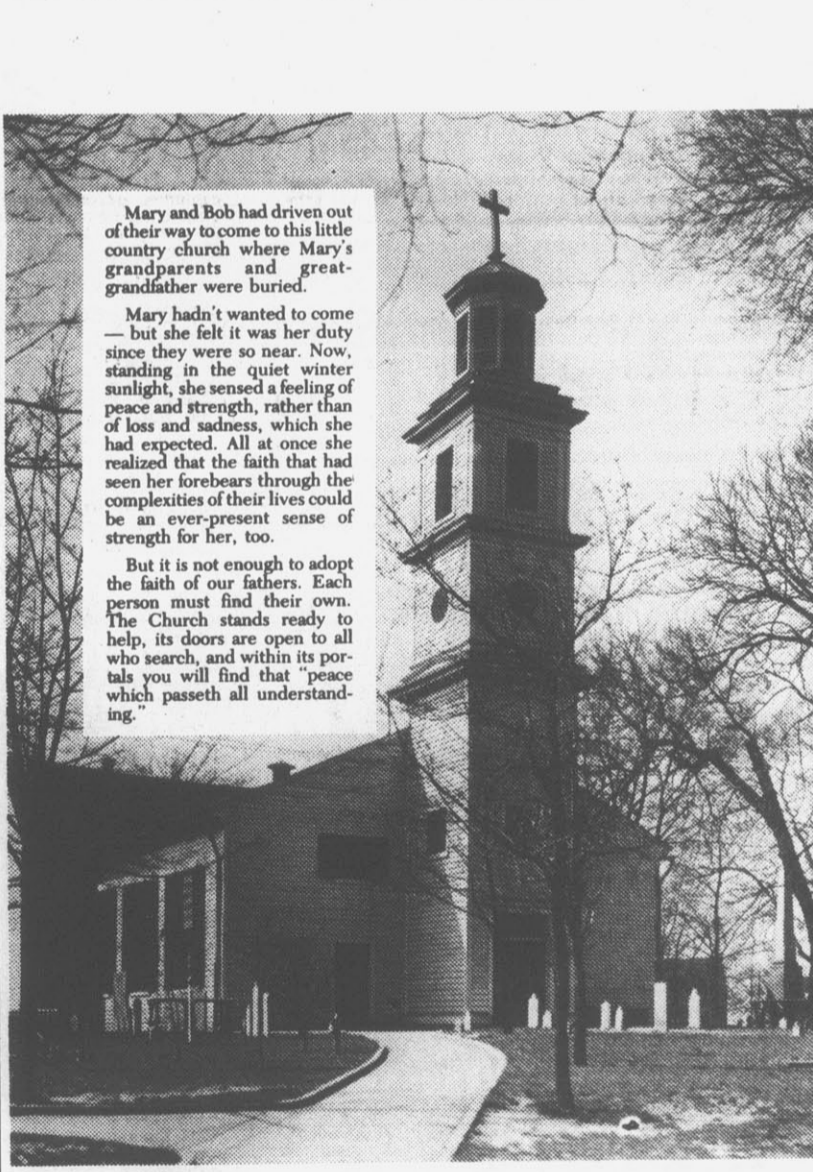 Mary and Bob had driven out
of their way to come to this little
country church where Mary's
grandparents and great-
grandfather were buried.
Mary hadn't wanted to come
— but she felt it was her duty
since they were so near. Now,
standing in the quiet winter
sunlight, she sensed a feeling of
peace and strength, rather than
of loss and sadness, which she
had expected. All at once she
realized that the faith that had
seen her forebears through the
complexities of their lives could
be an ever-present sense of
strength for her, too.
But it is not enough to adopt
the faith of our fathers. Each
person must find their own.
The Church stands ready to
help, its doors are open to all
who search, and within its por-
tals you will find that "peace
which passeth all understand-
ing."